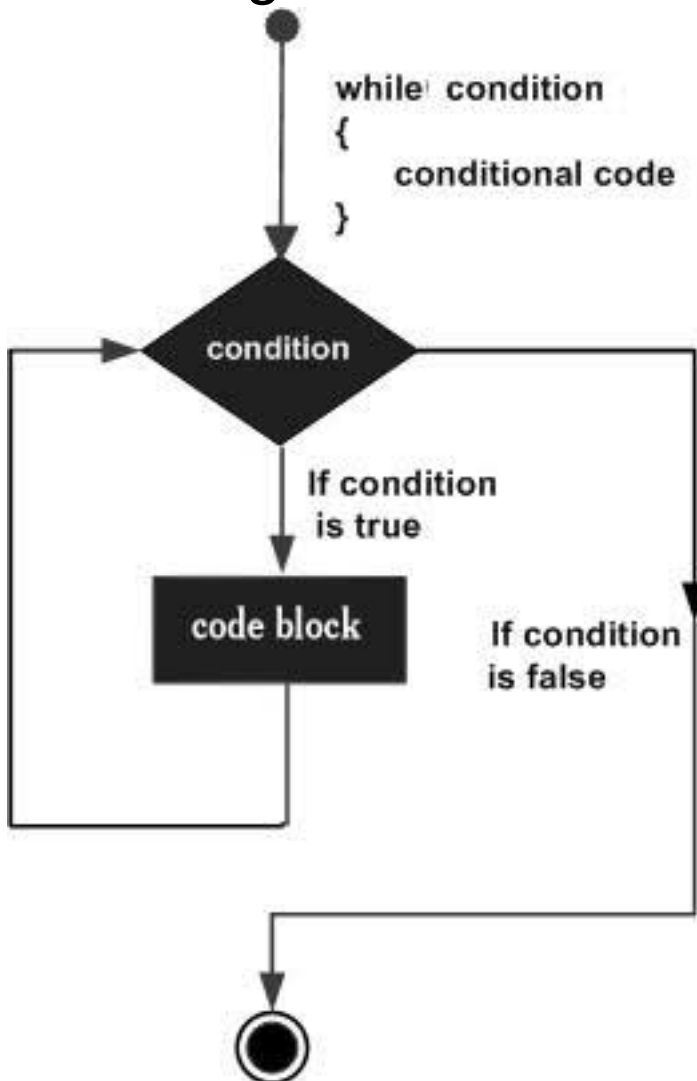 while condition
{
conditional code
}
condition
If condition
is true
code block
If condition
is false